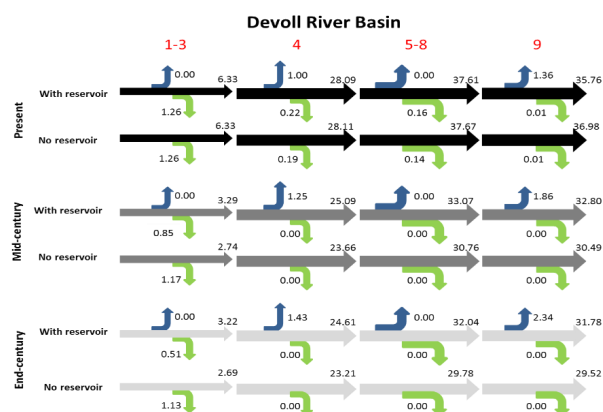 Devoll River Basin
1-3 4 5-8 9
Present
With reservoir
0.00 6.33 1.00 28.09 0.00 37.61 1.36 35.76
1.26 0.22 0.16 0.01
No reservoir
6.33 28.11 37.67 36.98
1.26 0.19 0.14 0.01
Mid-century
With reservoir
0.00 3.29 1.25 25.09 0.00 33.07 1.86 32.80
0.85 0.00 0.00 0.00
No reservoir
2.74 23.66 30.76 30.49
1.17 0.00 0.00 0.00
End-century
With reservoir
0.00 3.22 1.43 24.61 0.00 32.04 2.34 31.78
0.51 0.00 0.00 0.00
No reservoir
2.69 23.21 29.78 29.52
1.13 0.00 0.00 0.00